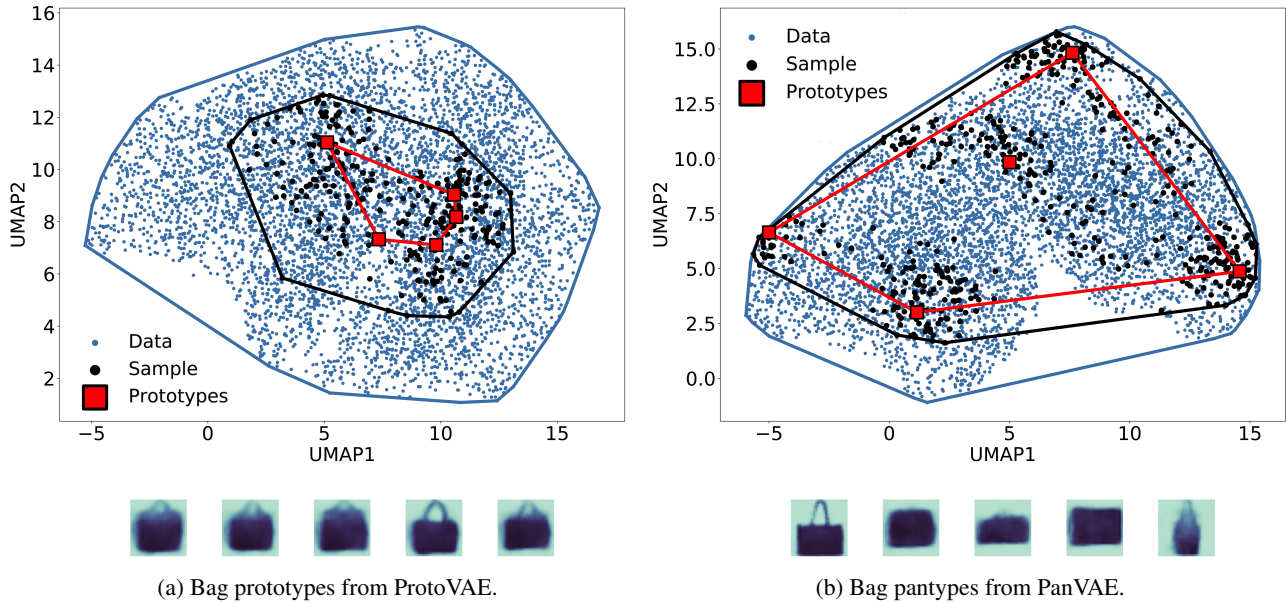 16
14
12
10
8
6
4
2
UMAP2
Data
Sample
Prototypes
−5
0
5
10
15
UMAP1
(a) Bag prototypes from ProtoVAE.
15.0
12.5
10.0
7.5
5.0
2.5
0.0
UMAP2
Data
Sample
Prototypes
−5
0
5
10
15
UMAP1
(b) Bag pantypes from PanVAE.